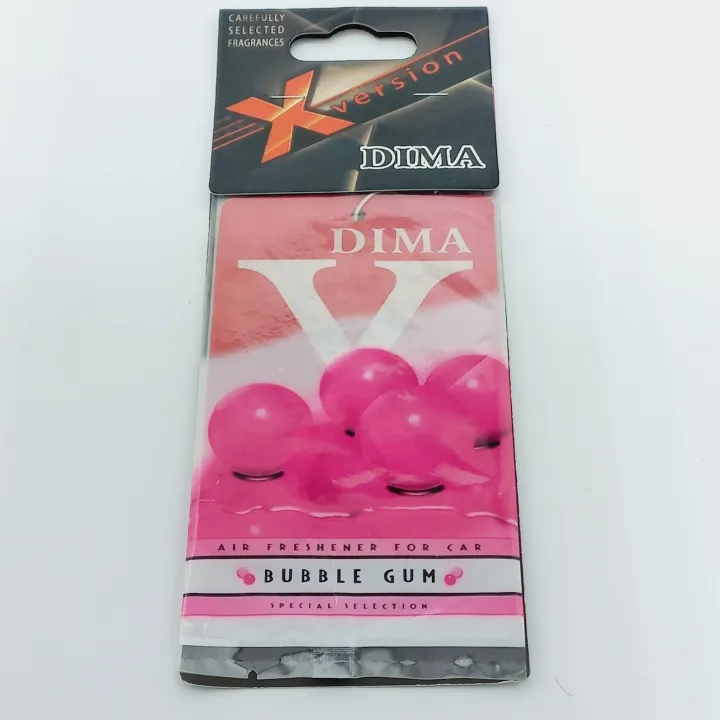 CAREFULLY
SELECTED
FRAGRANCES
X version
DIMA
DIMA
V
AIR FRESHENER FOR CAR
BUBBLE GUM
SPECIAL SELECTION